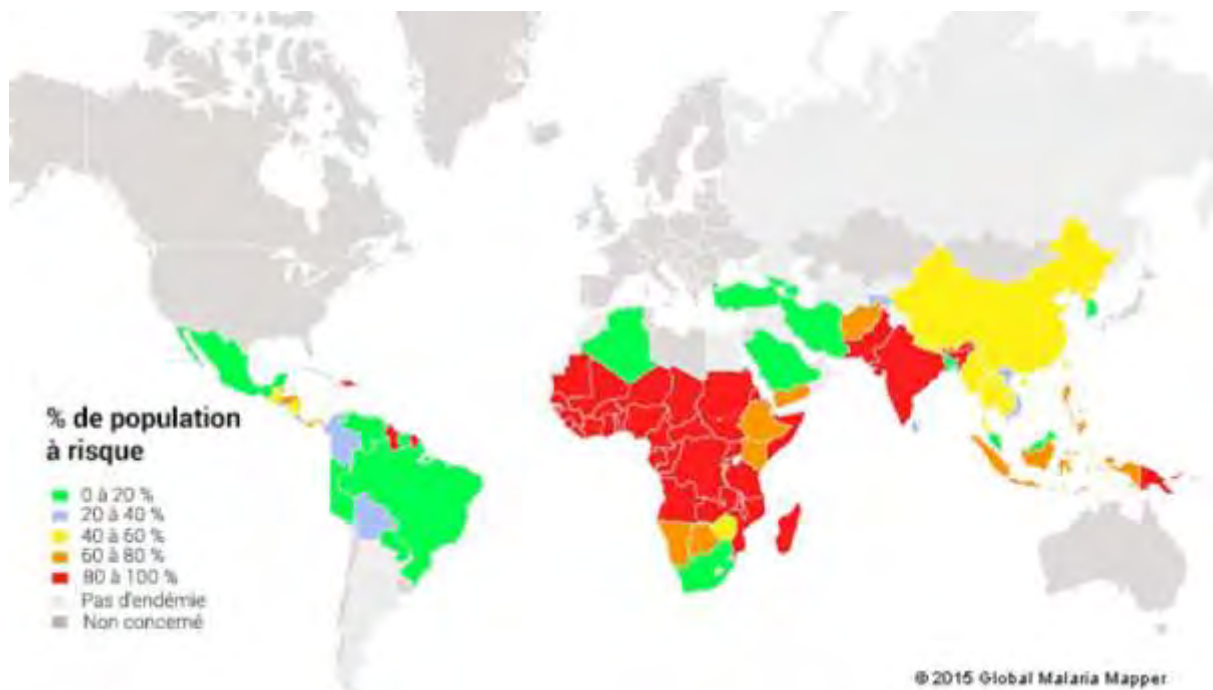 % de population
à risque
0 à 20 %
20 à 40 %
40 à 60 %
60 à 80 %
80 à 100 %
Pas d'endémie
Non concerné
© 2015 Global Malaria Mapper